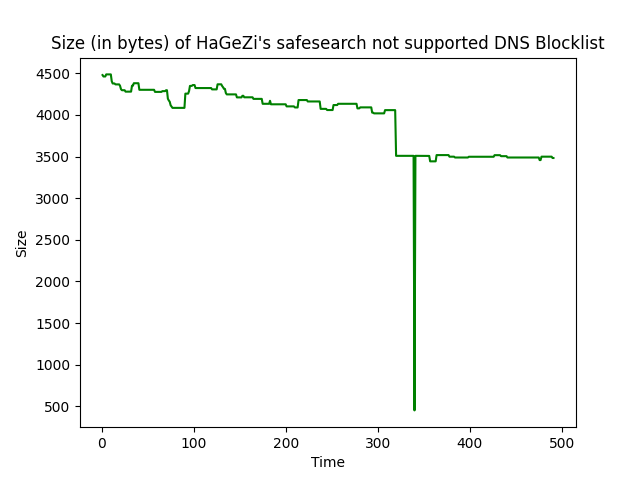 Size (in bytes) of HaGeZi's safesearch not supported DNS Blocklist
4500
4000
3500
3000
2500
2000
1500
1000
500
Size
0 100 200 300 400 500
Time